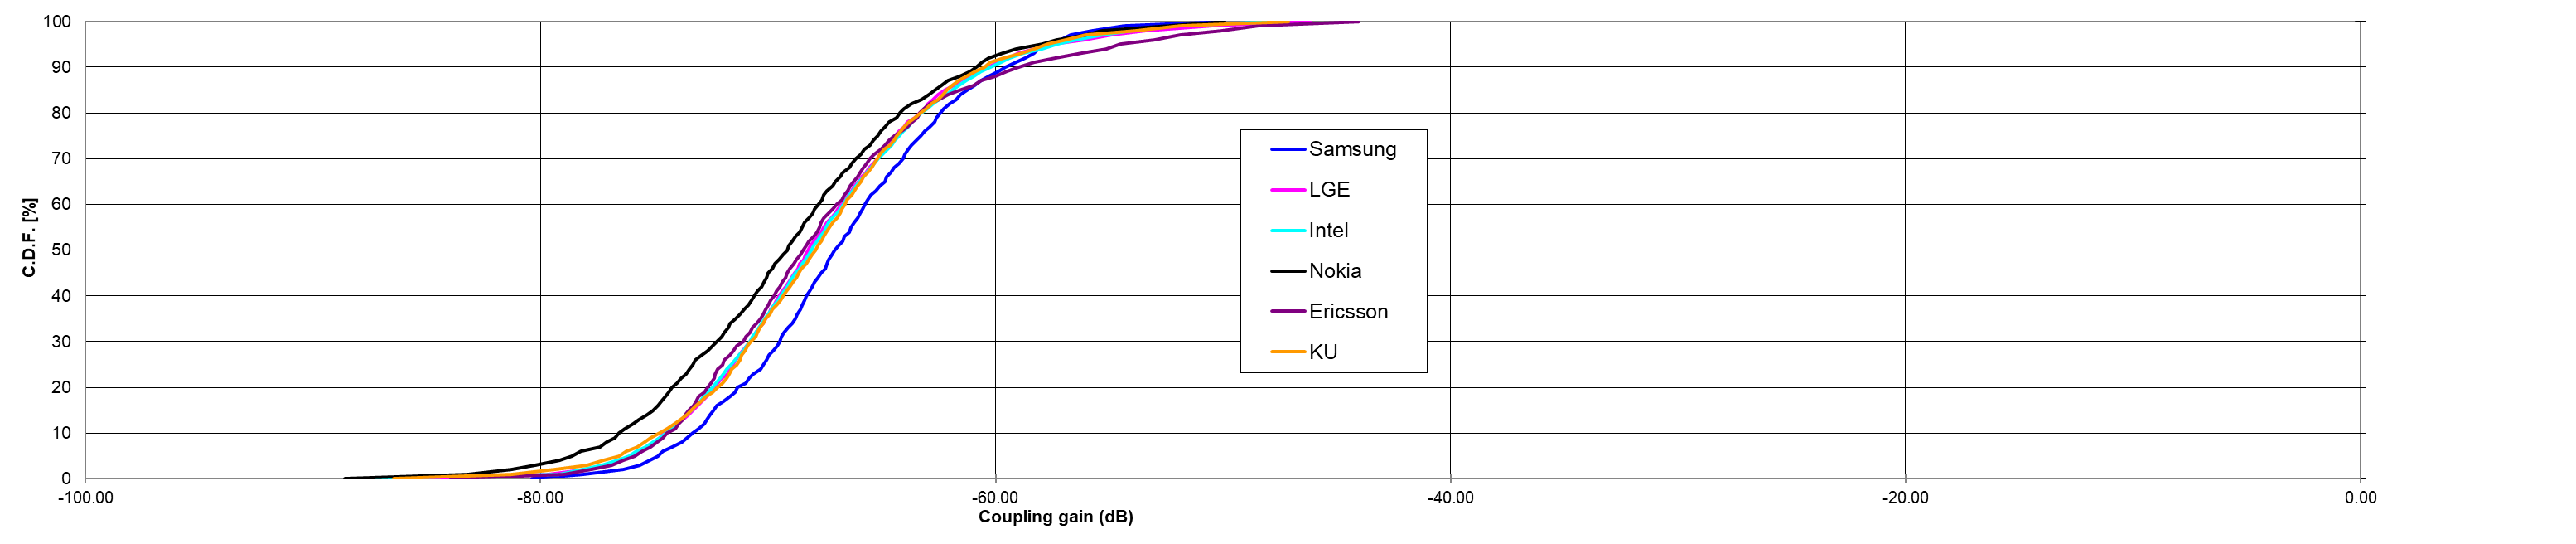 100
90
80
70
60
50
40
30
20
10
0
C.D.F. [%]
-100.00 -80.00 -60.00 -40.00 -20.00 0.00
Coupling gain (dB)
Samsung
LGE
Intel
Nokia
Ericsson
KU